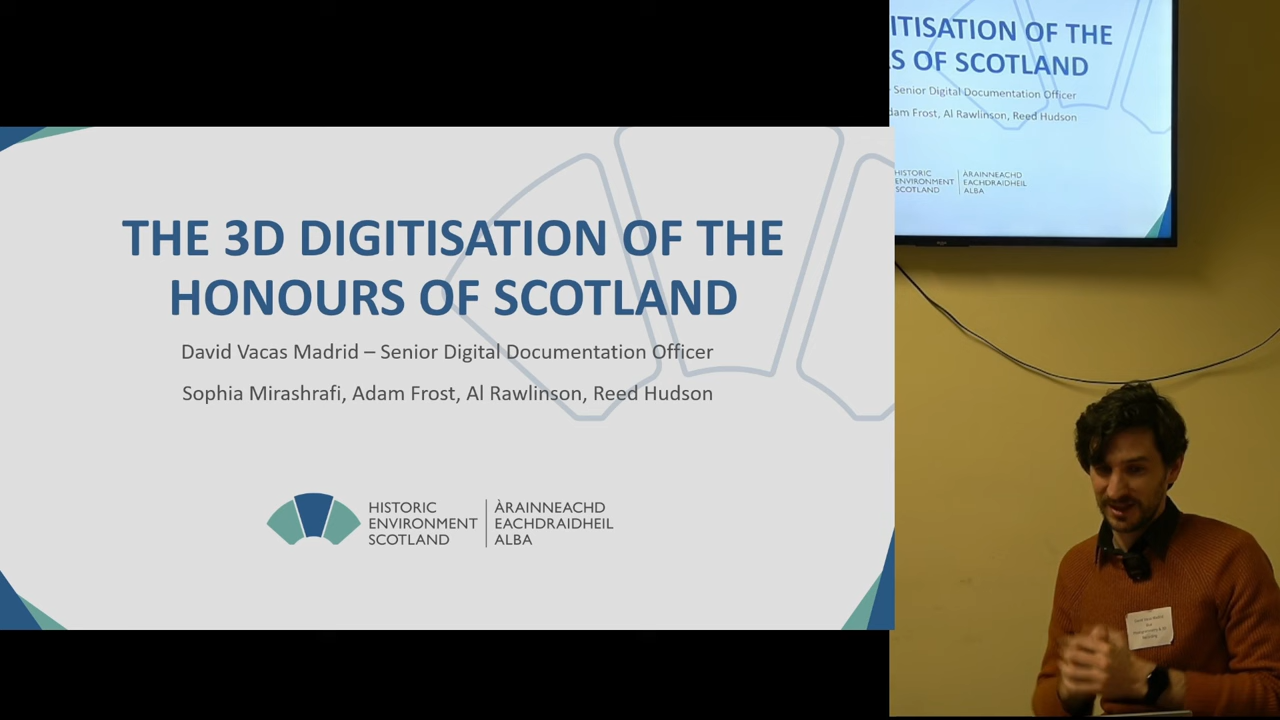 THE 3D DIGITISATION OF THE
HONOURS OF SCOTLAND
David Vacas Madrid – Senior Digital Documentation Officer
Sophia Mirashrafi, Adam Frost, Al Rawlinson, Reed Hudson
HISTORIC
ENVIRONMENT
SCOTLAND
ÀRAINNEACHD
EACHDRAIDHEIL
ALBA
ITISATION OF THE
S OF SCOTLAND
Senior Digital Documentation Officer
dam Frost, Al Rawlinson, Reed Hudson
HISTORIC
ENVIRONMENT
SCOTLAND
ÀRAINNEACHD
EACHDRAIDHEIL
ALBA